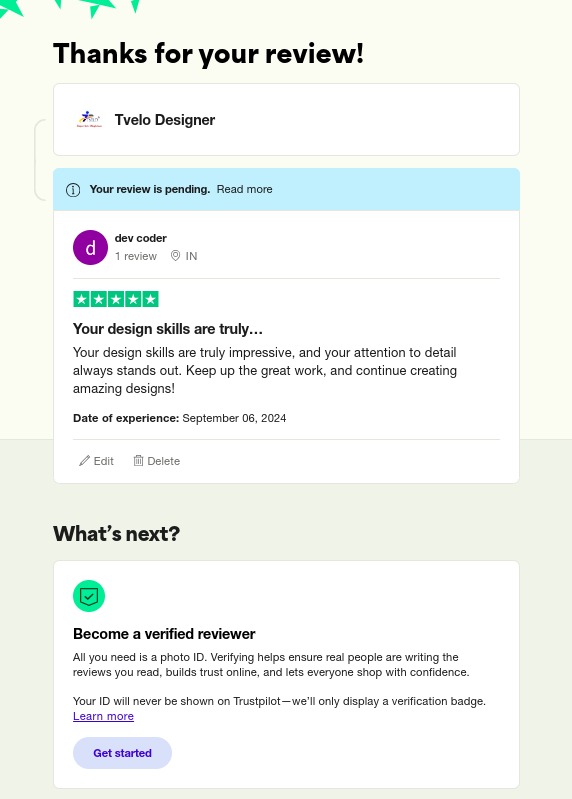 Thanks for your review!
Tvelo Designer
Your review is pending. Read more
d
dev coder
1 review IN
Your design skills are truly…
Your design skills are truly impressive, and your attention to detail
always stands out. Keep up the great work, and continue creating
amazing designs!
Date of experience: September 06, 2024
Edit Delete
What's next?
Become a verified reviewer
All you need is a photo ID. Verifying helps ensure real people are writing the
reviews you read, builds trust online, and lets everyone shop with confidence.
Your ID will never be shown on Trustpilot—we'll only display a verification badge.
Learn more
Get started